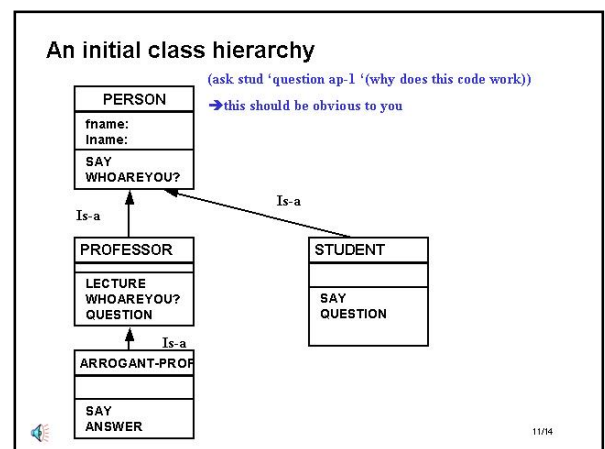 An initial class hierarchy
(ask stud ‘question ap-1 ‘(why does this code work))
➔this should be obvious to you
PERSON
fname:
lname:
SAY
WHOAREYOU?
Is-a
Is-a
PROFESSOR
LECTURE
WHOAREYOU?
QUESTION
STUDENT
SAY
QUESTION
Is-a
ARROGANT-PROF
SAY
ANSWER
11/14